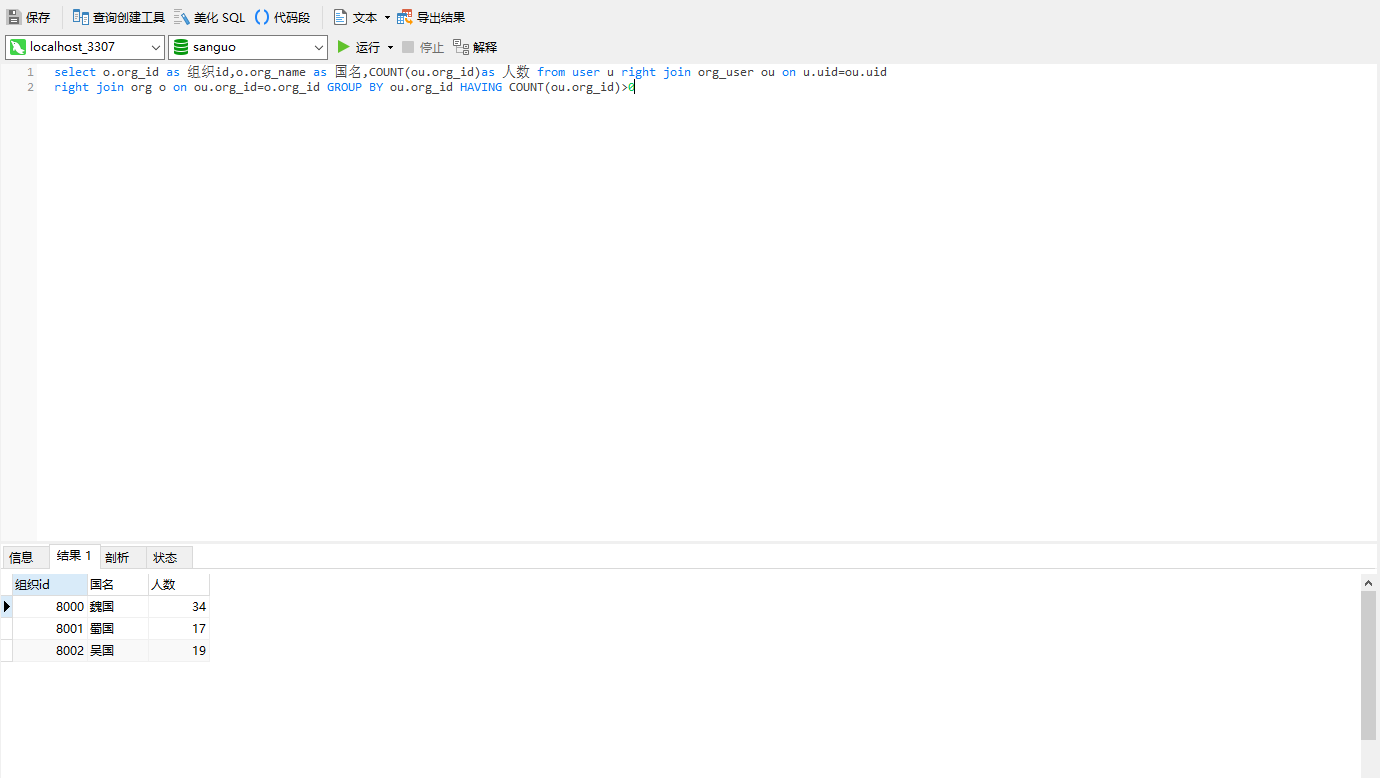 保存 查询创建工具 美化 SQL () 代码段 文本 导出结果
localhost_3307 sanguo 运行 停止 解释
1 select o.org_id as 组织id,o.org_name as 国名,COUNT(ou.org_id)as 人数 from user u right join org_user ou on u.uid=ou.uid
2 right join org o on ou.org_id=o.org_id GROUP BY ou.org_id HAVING COUNT(ou.org_id)>0
信息 结果 1 剖析 状态
组织id 国名 人数
8000 魏国 34
8001 蜀国 17
8002 吴国 19